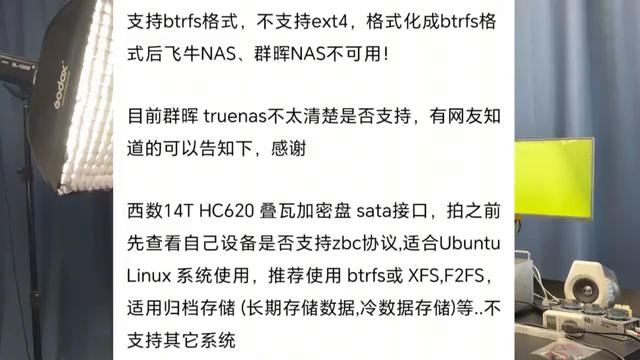 支持btrfs格式，不支持ext4，格式化成btrfs格
式后飞牛NAS、群晖NAS不可用！
目前群晖 truenas不太清楚是否支持，有网友知
道的可以告知下，感谢
西数14T HC620 叠瓦加密盘 sata接口，拍之前
先查看自己设备是否支持zbc协议,适合Ubuntu
Linux 系统使用，推荐使用 btrfs或 XFS,F2FS，
适用归档存储 (长期存储数据,冷数据存储)等..不
支持其它系统
Godox